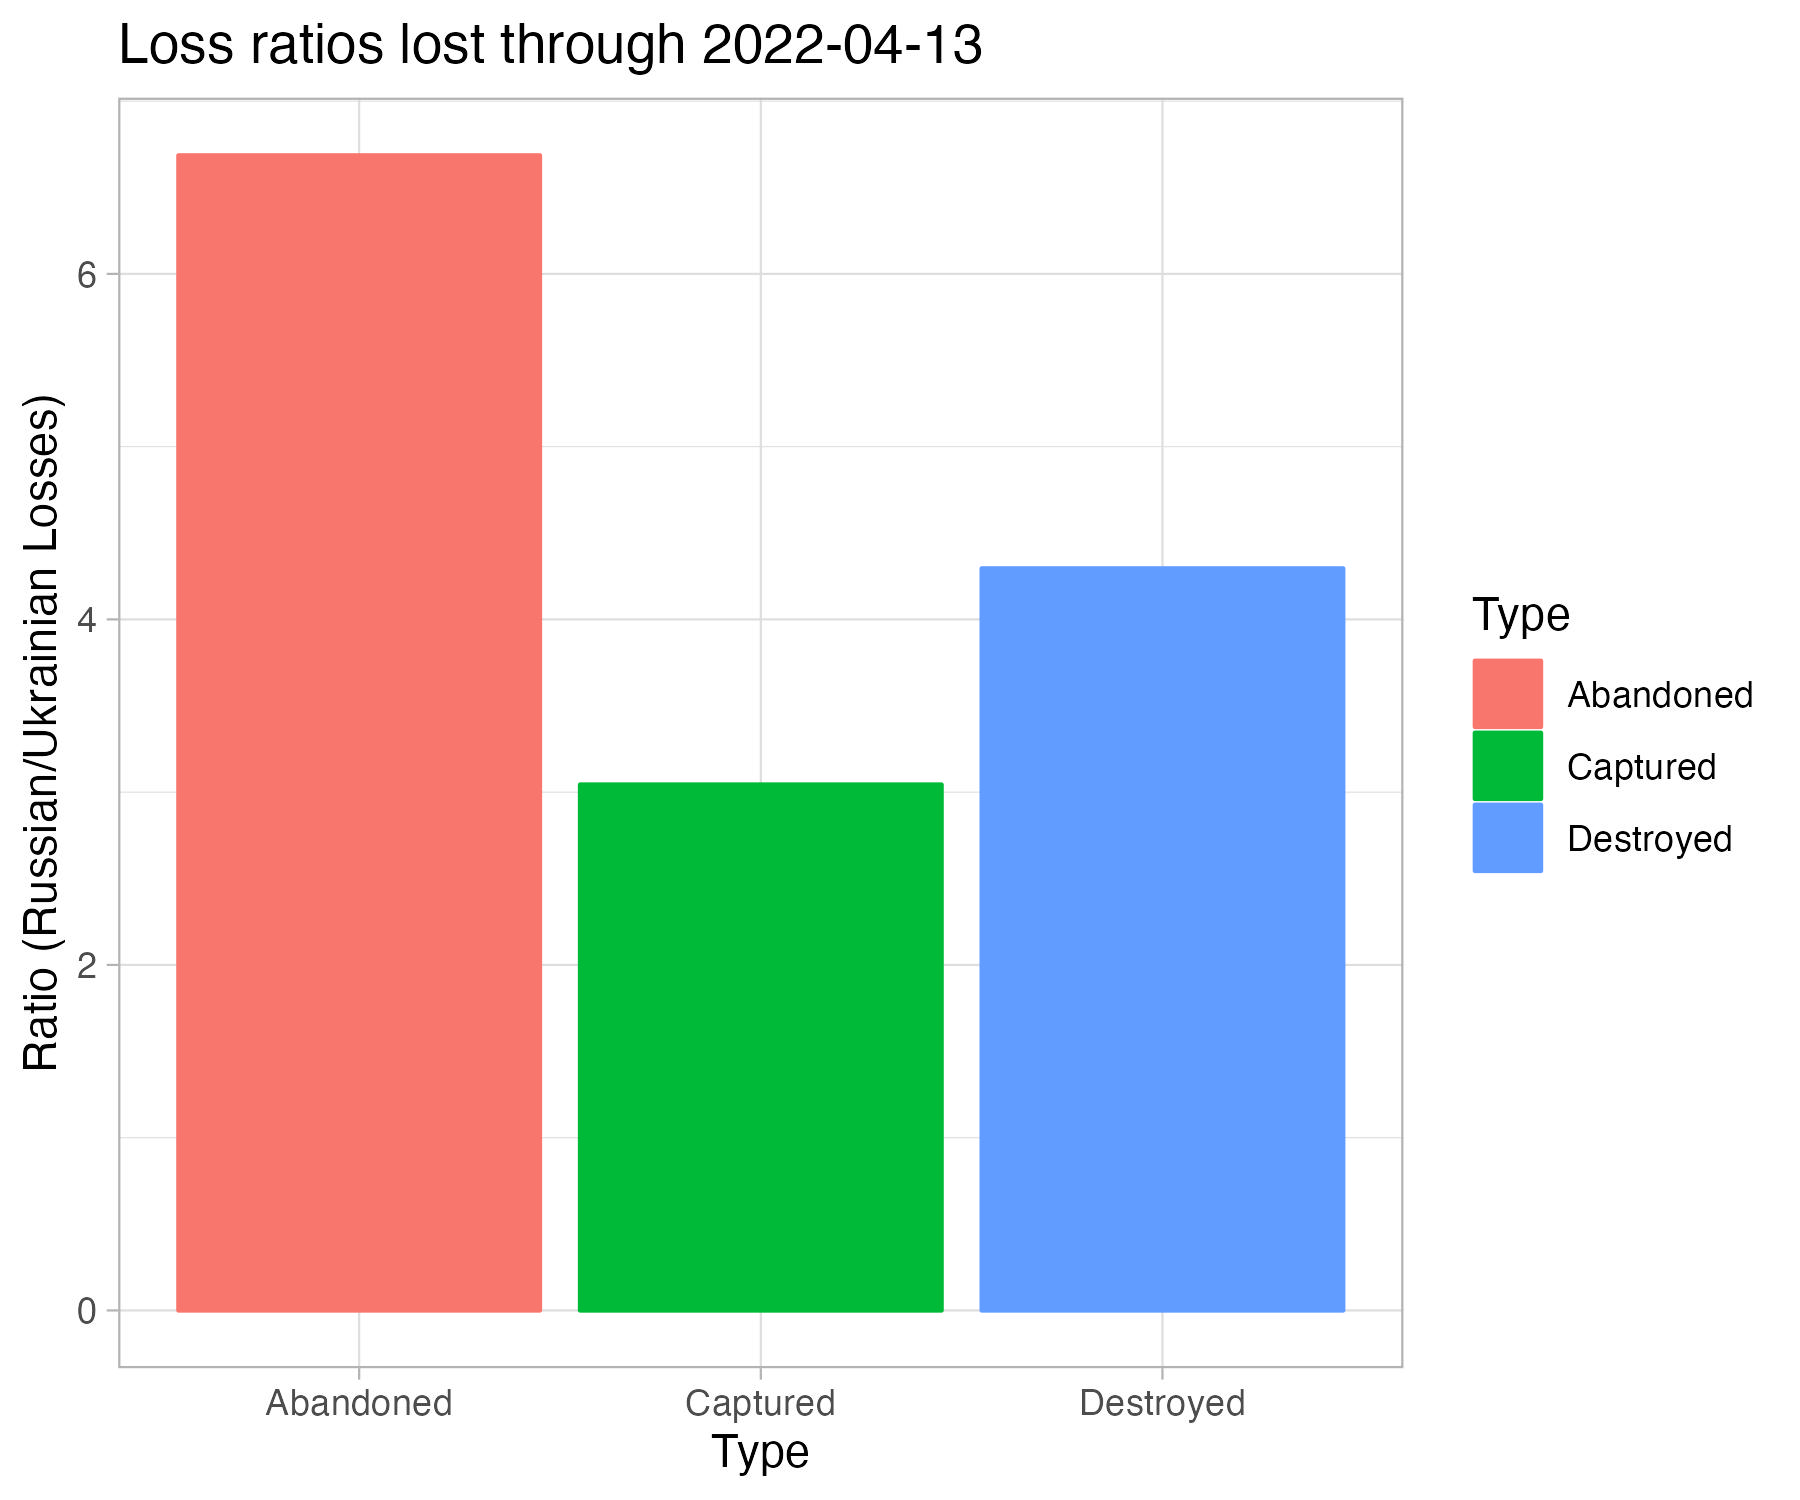 Loss ratios lost through 2022-04-13
Ratio (Russian/Ukrainian Losses)
6
4
2
0
Abandoned
Captured
Destroyed
Type
Type
Abandoned
Captured
Destroyed